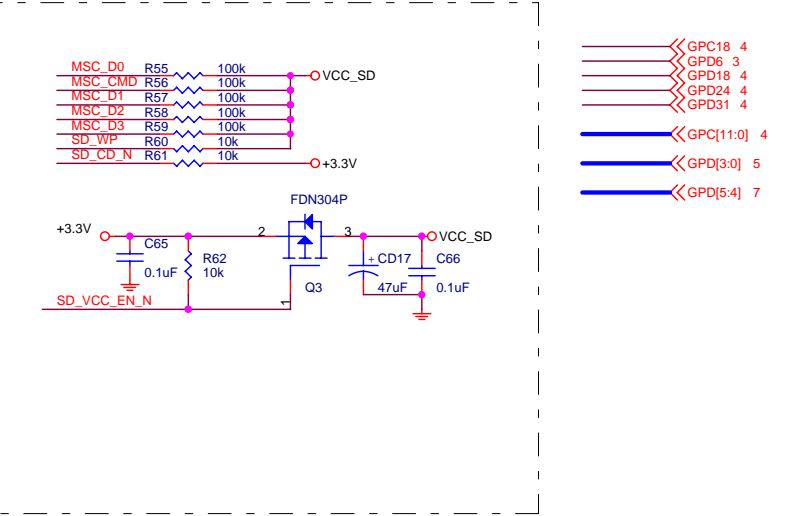 MSC_D0 R55 100k
MSC_CMD R56 100k
MSC_D1 R57 100k
MSC_D2 R58 100k
MSC_D3 R59 100k
SD_WP R60 10k
SD_CD_N R61 10k
VCC_SD
+3.3V
FDN304P
+3.3V
2
3
VCC_SD
C65
0.1uF
R62
10k
+
CD17
47uF
C66
0.1uF
Q3
1
SD_VCC_EN_N
GPC18 4
GPD6 3
GPD18 4
GPD24 4
GPD31 4
GPC[11:0] 4
GPD[3:0] 5
GPD[5:4] 7